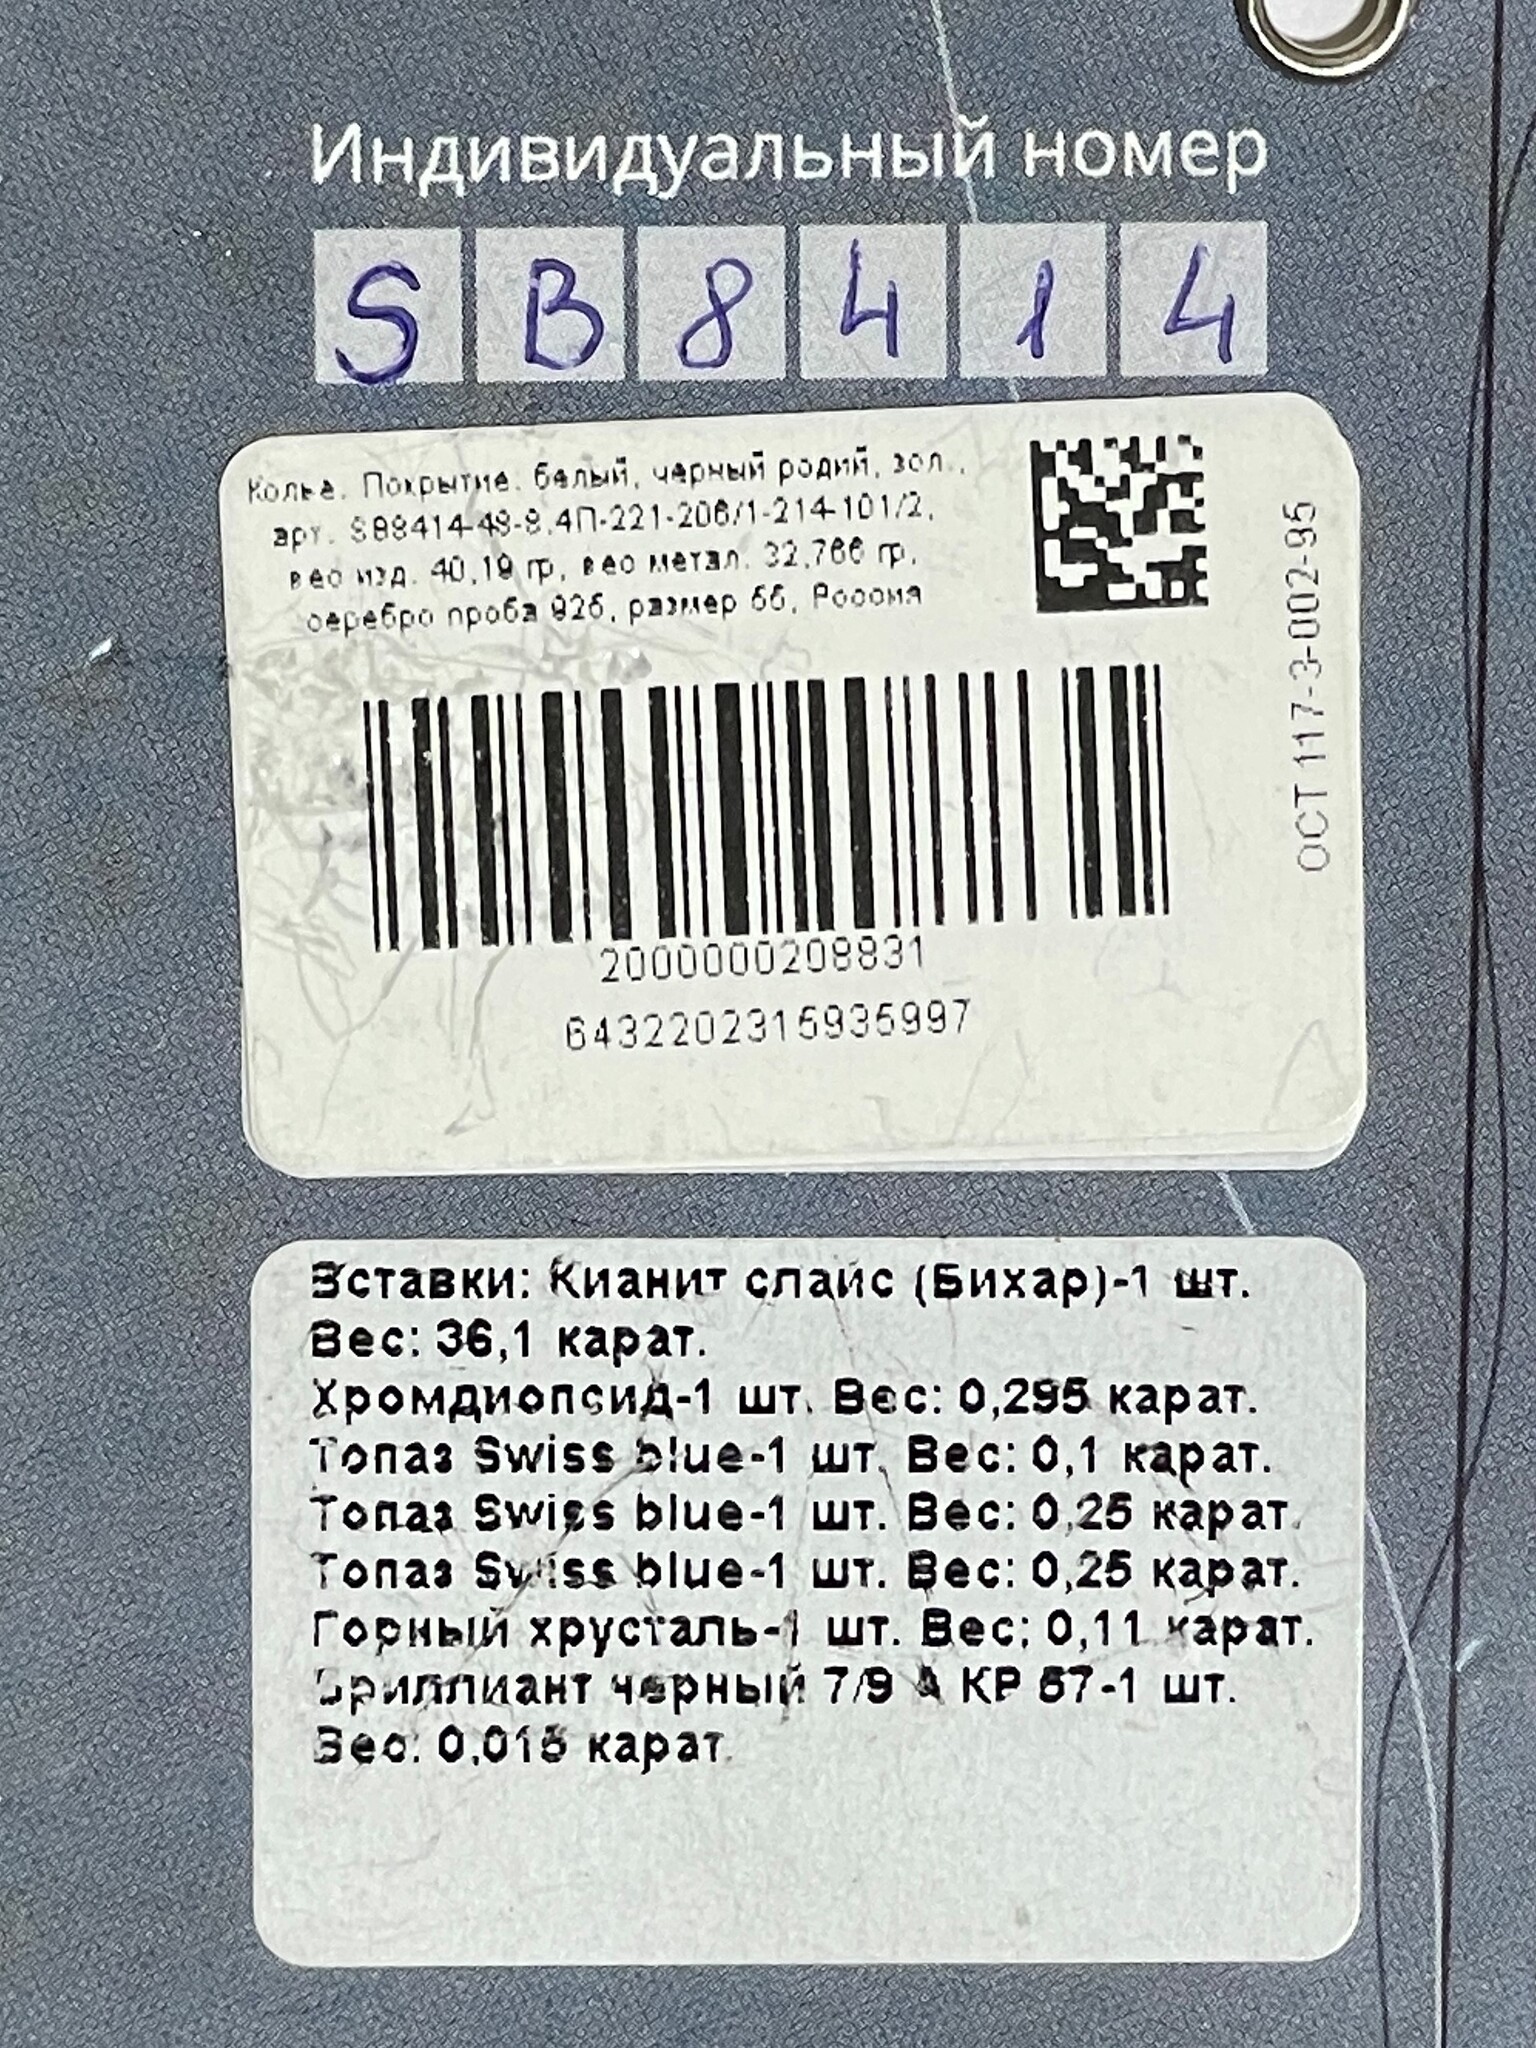 Индивидуальный номер
SB8414
Колье. Покрытие: белый, черный родий, зол.,
арт. SB8414-48-8.4П-221-206/1-214-101/2,
вес изд. 40,19 гр, вес метал. 32,766 гр,
серебро проба 925, размер 55, Россия
ОСТ 117-3-002-95
2000000208831
6432202315935997
Вставки: Кианит слайс (Бихар)-1 шт.
Вес: 36,1 карат.
Хромдиопсид-1 шт. Вес: 0,295 карат.
Топаз Swiss blue-1 шт. Вес: 0,1 карат.
Топаз Swiss blue-1 шт. Вес: 0,25 карат.
Топаз Swiss blue-1 шт. Вес: 0,25 карат.
Горный хрусталь-1 шт. Вес: 0,11 карат.
Бриллиант черный 7/9 А КР 57-1 шт.
Вес: 0,015 карат.